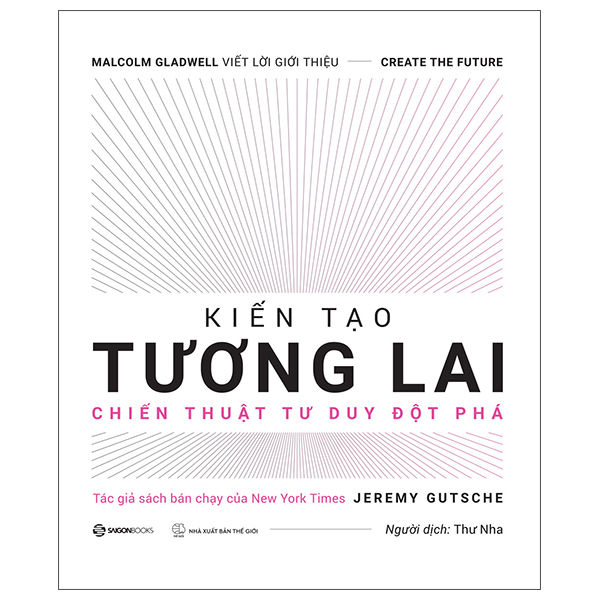 MALCOLM GLADWELL VIẾT LỜI GIỚI THIỆU — CREATE THE FUTURE
KIẾN TẠO
TƯƠNG LAI
CHIẾN THUẬT TƯ DUY ĐỘT PHÁ
Tác giả sách bán chạy của New York Times JEREMY GUTSCHE
SAIGONBOOKS THẾ GIỚI NHÀ XUẤT BẢN THẾ GIỚI — Người dịch: Thư Nha